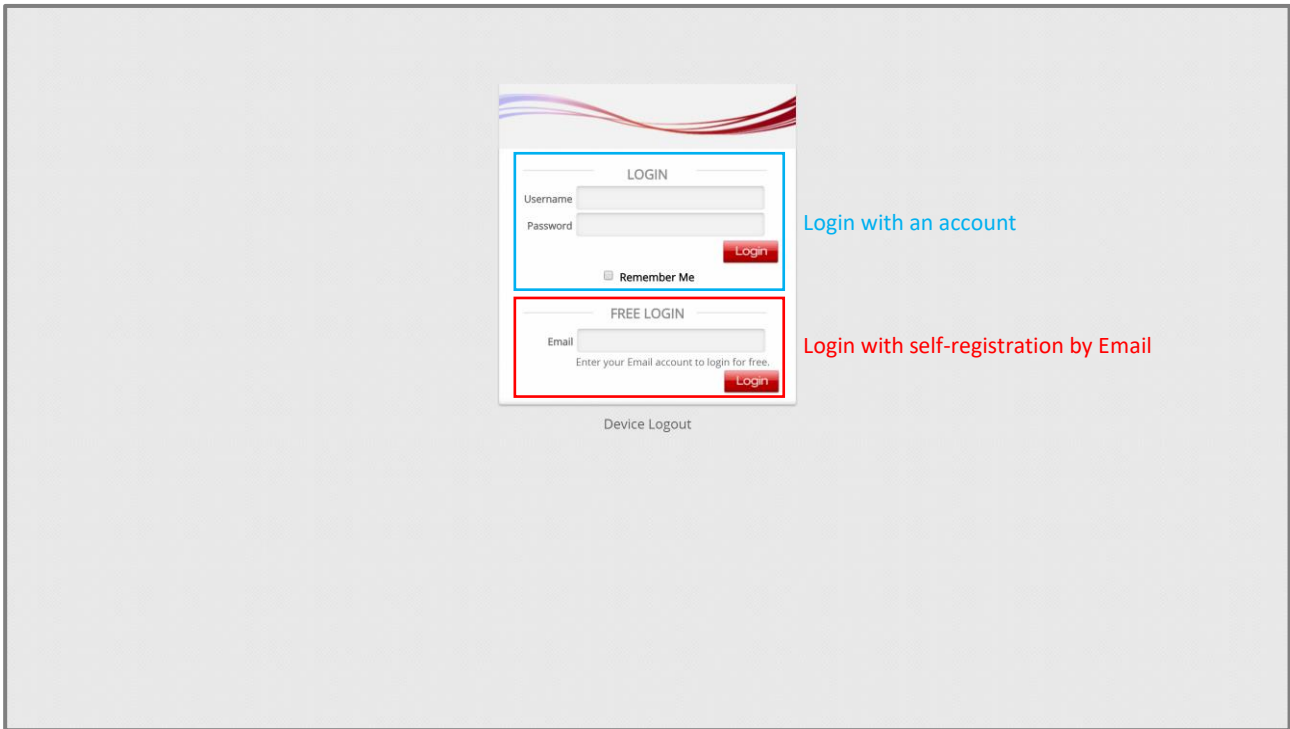 LOGIN
Username
Password
Login with an account
Login
Remember Me
FREE LOGIN
Email
Login with self-registration by Email
Enter your Email account to login for free.
Login
Device Logout